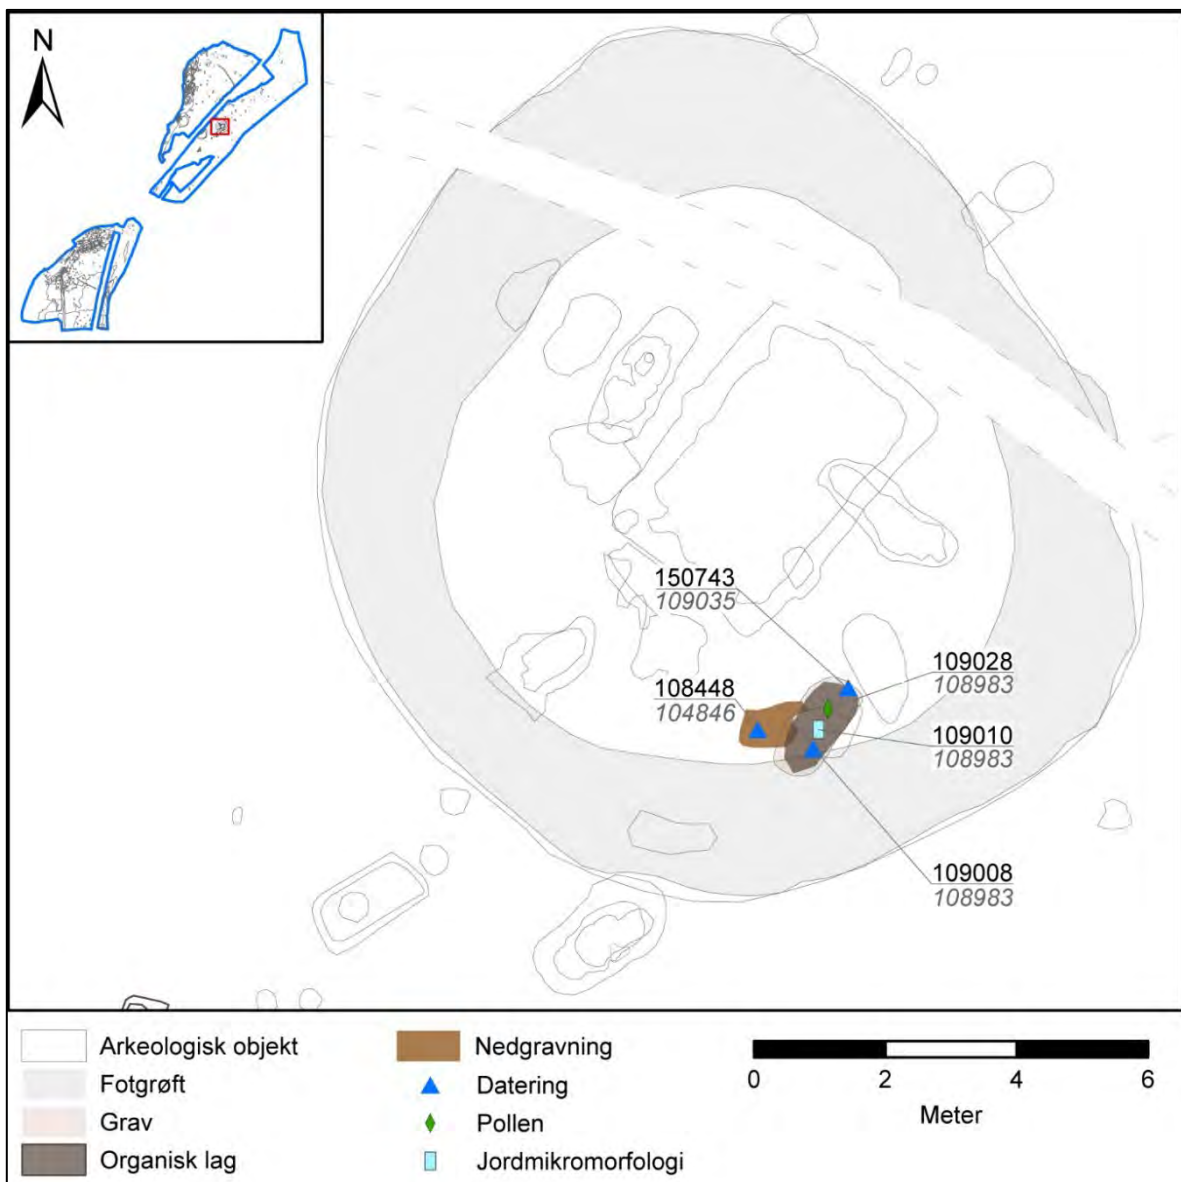 N
150743
109035
108448
104846
109028
108983
109010
108983
109008
108983
Arkeologisk objekt
Fotgrøft
Grav
Organisk lag
Nedgravning
Datering
Pollen
Jordmikromorfologi
0 2 4 6
Meter